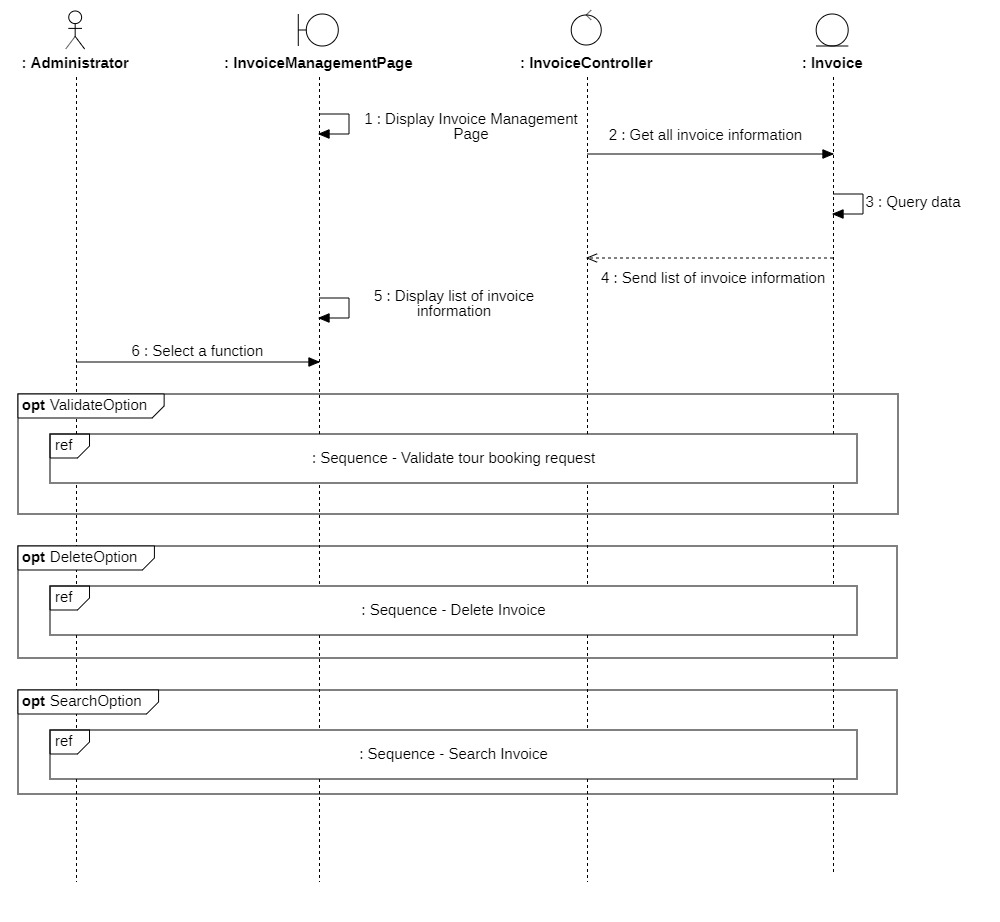 : Administrator
: InvoiceManagementPage
: InvoiceController
: Invoice
1 : Display Invoice Management
Page
2 : Get all invoice information
3 : Query data
4 : Send list of invoice information
5 : Display list of invoice
information
6 : Select a function
opt ValidateOption
ref
: Sequence - Validate tour booking request
opt DeleteOption
ref
: Sequence - Delete Invoice
opt SearchOption
ref
: Sequence - Search Invoice